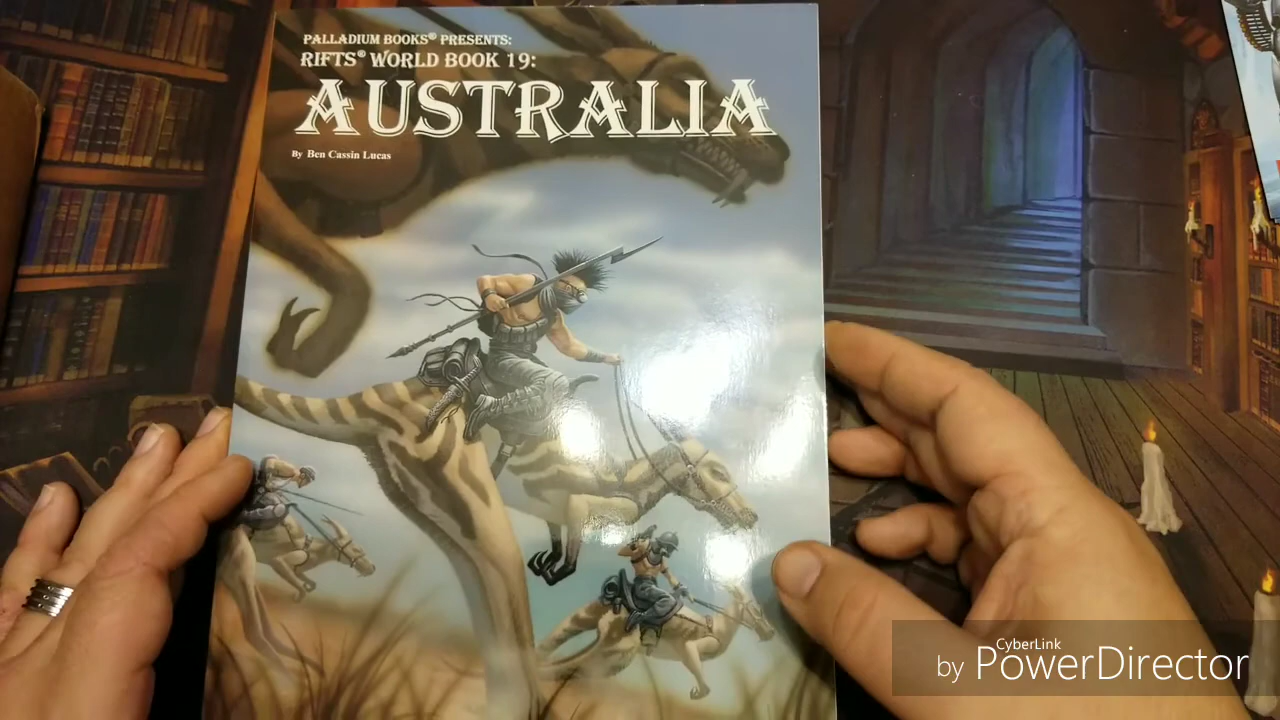 PALLADIUM BOOKS® PRESENTS:
RIFTS® WORLD BOOK 19:
AUSTRALIA
By Ben Cassin Lucas
CyberLink
by PowerDirector